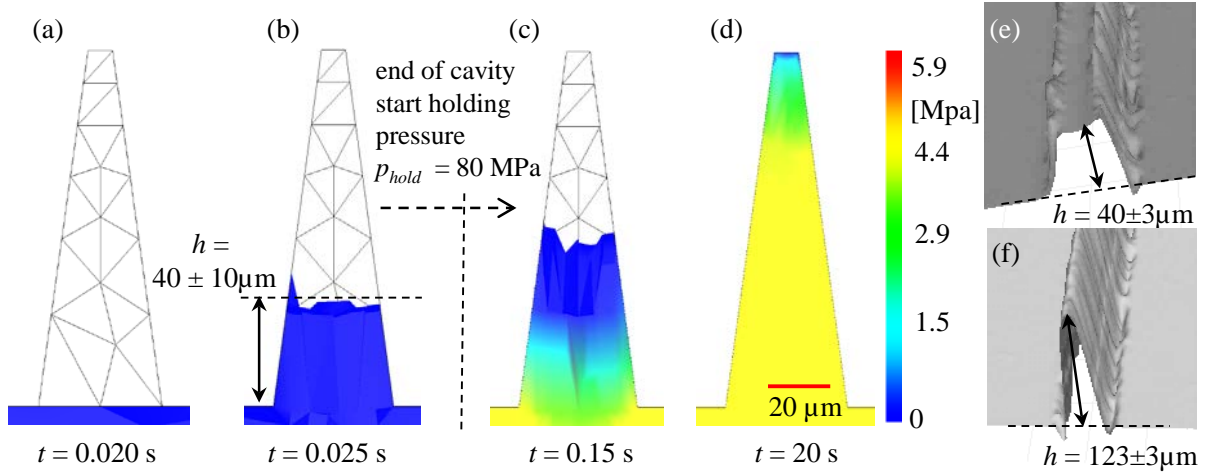 (a)
(b)
(c)
(d)
(e)
end of cavity
start holding
pressure
p_hold = 80 MPa
h =
40 ± 10µm
5.9
[Mpa]
4.4
2.9
1.5
0
20 µm
h = 40±3µm
(f)
h = 123±3µm
t = 0.020 s
t = 0.025 s
t = 0.15 s
t = 20 s